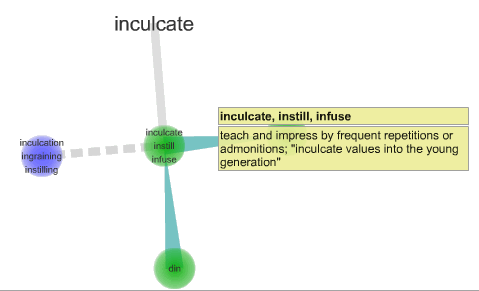 inculcate
inculcate, instill, infuse
teach and impress by frequent repetitions or
admonitions; "inculcate values into the young
generation"
inculcate
instill
infuse
inculcation
ingraining
instilling
din